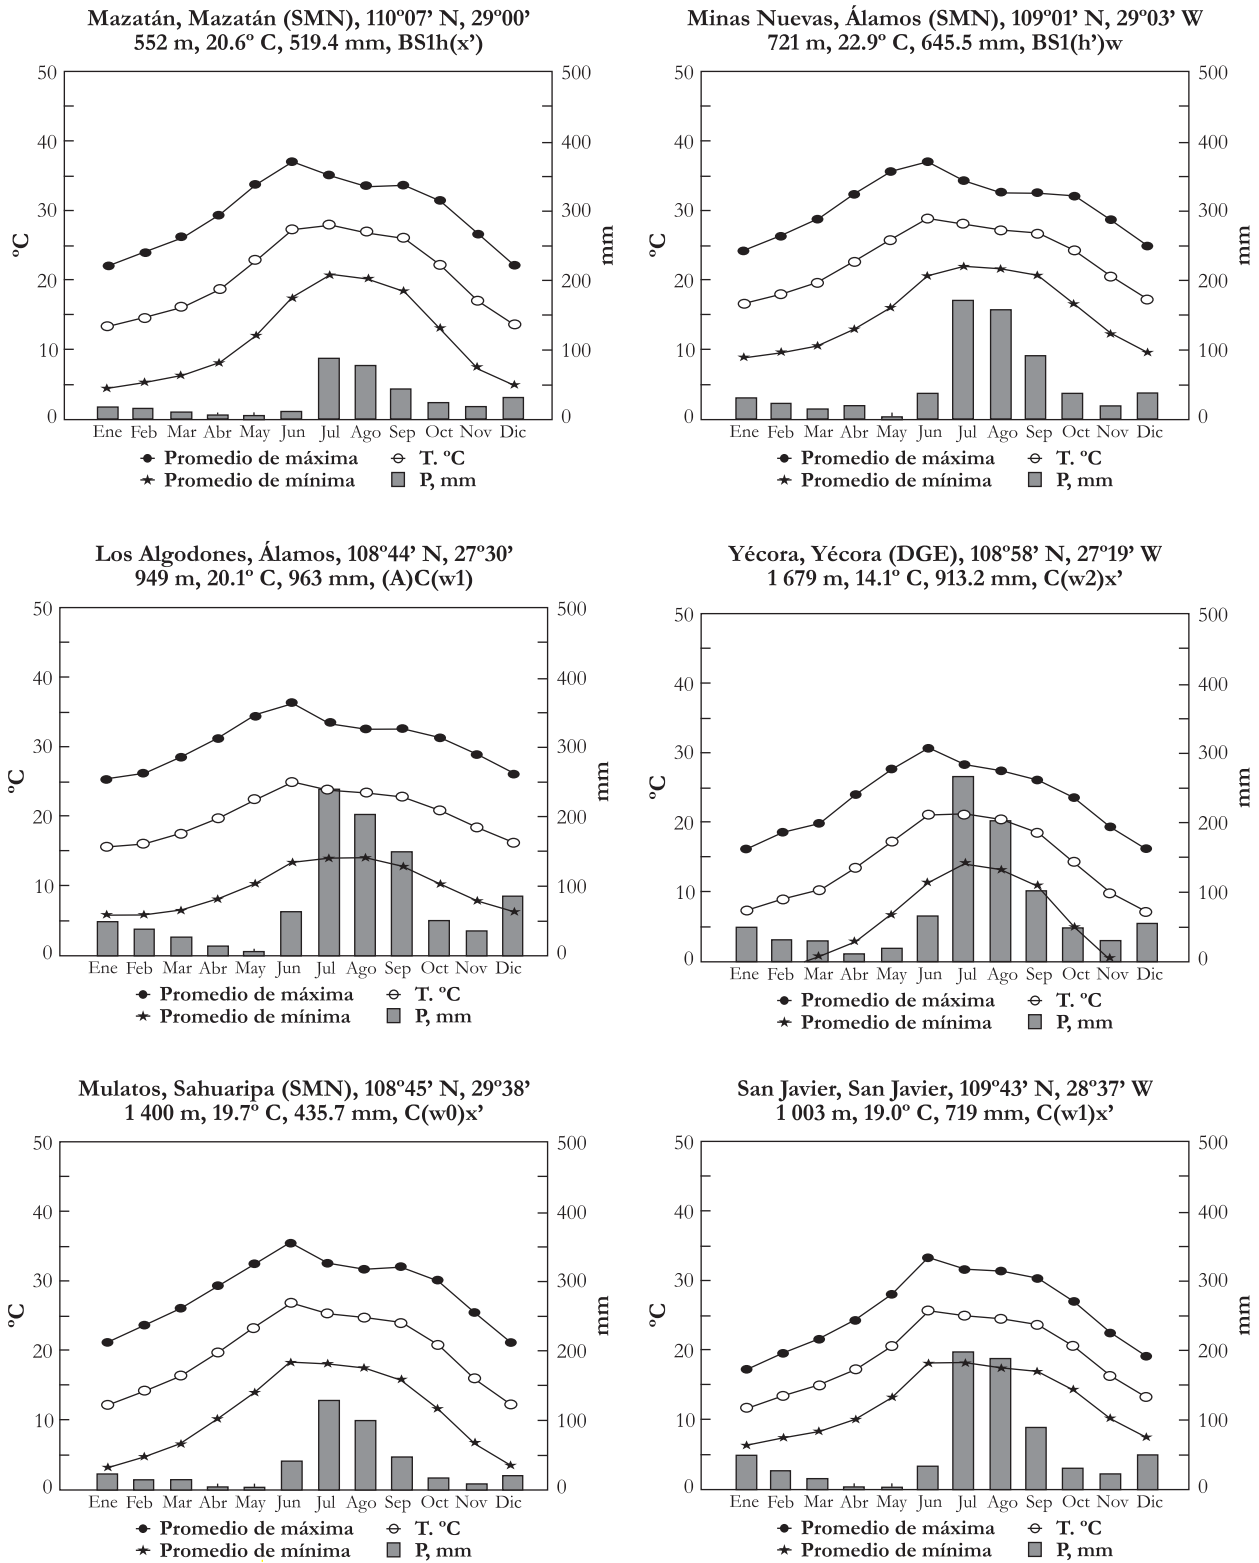 Mazatán, Mazatán (SMN), 110º07’ N, 29º00’
552 m, 20.6º C, 519.4 mm, BS1h(x’)
50
40
30
20
10
0
ºC
500
400
300
200
100
0
mm
Ene Feb Mar Abr May Jun Jul Ago Sep Oct Nov Dic
Promedio de máxima T. ºC
Promedio de mínima P, mm
Minas Nuevas, Álamos (SMN), 109º01’ N, 29º03’ W
721 m, 22.9º C, 645.5 mm, BS1(h’)w
50
40
30
20
10
0
ºC
500
400
300
200
100
0
mm
Ene Feb Mar Abr May Jun Jul Ago Sep Oct Nov Dic
Promedio de máxima T. ºC
Promedio de mínima P, mm
Los Algodones, Álamos, 108º44’ N, 27º30’
949 m, 20.1º C, 963 mm, (A)C(w1)
50
40
30
20
10
0
ºC
500
400
300
200
100
0
mm
Ene Feb Mar Abr May Jun Jul Ago Sep Oct Nov Dic
Promedio de máxima T. ºC
Promedio de mínima P, mm
Yécora, Yécora (DGE), 108º58’ N, 27º19’ W
1 679 m, 14.1º C, 913.2 mm, C(w2)x’
50
40
30
20
10
0
ºC
500
400
300
200
100
0
mm
Ene Feb Mar Abr May Jun Jul Ago Sep Oct Nov Dic
Promedio de máxima T. ºC
Promedio de mínima P, mm
Mulatos, Sahuaripa (SMN), 108º45’ N, 29º38’
1 400 m, 19.7º C, 435.7 mm, C(w0)x’
50
40
30
20
10
0
ºC
500
400
300
200
100
0
mm
Ene Feb Mar Abr May Jun Jul Ago Sep Oct Nov Dic
Promedio de máxima T. ºC
Promedio de mínima P, mm
San Javier, San Javier, 109º43’ N, 28º37’ W
1 003 m, 19.0º C, 719 mm, C(w1)x’
50
40
30
20
10
0
ºC
500
400
300
200
100
0
mm
Ene Feb Mar Abr May Jun Jul Ago Sep Oct Nov Dic
Promedio de máxima T. ºC
Promedio de mínima P, mm